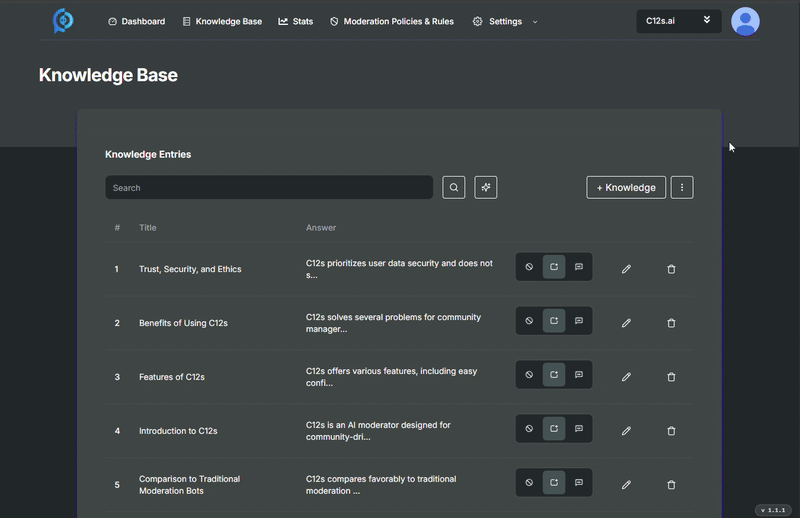 Dashboard Knowledge Base Stats Moderation Policies & Rules Settings C12s.ai
Knowledge Base
Knowledge Entries
Search
+ Knowledge
# Title Answer
1 Trust, Security, and Ethics C12s prioritizes user data security and does not
s...
2 Benefits of Using C12s C12s solves several problems for community
manager...
3 Features of C12s C12s offers various features, including easy
confi...
4 Introduction to C12s C12s is an AI moderator designed for
community-dri...
5 Comparison to Traditional
Moderation Bots
C12s compares favorably to traditional
moderation ...
v 1.1.1